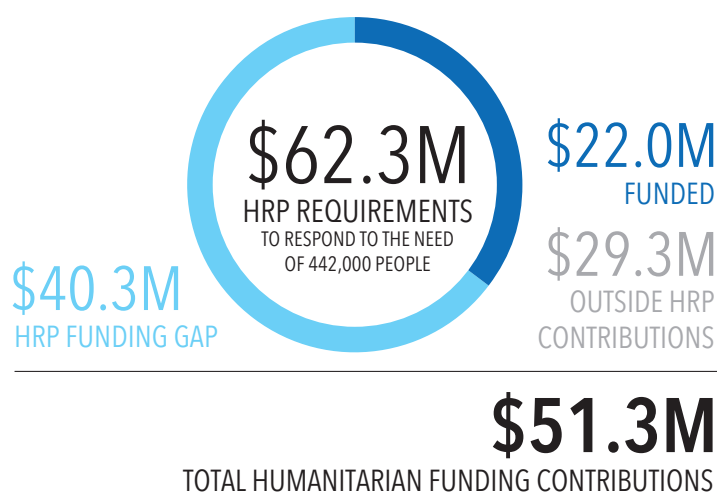 $62.3M
HRP REQUIREMENTS
TO RESPOND TO THE NEED
OF 442,000 PEOPLE
$22.0M
FUNDED
$29.3M
OUTSIDE HRP
CONTRIBUTIONS
$40.3M
HRP FUNDING GAP
$51.3M
TOTAL HUMANITARIAN FUNDING CONTRIBUTIONS